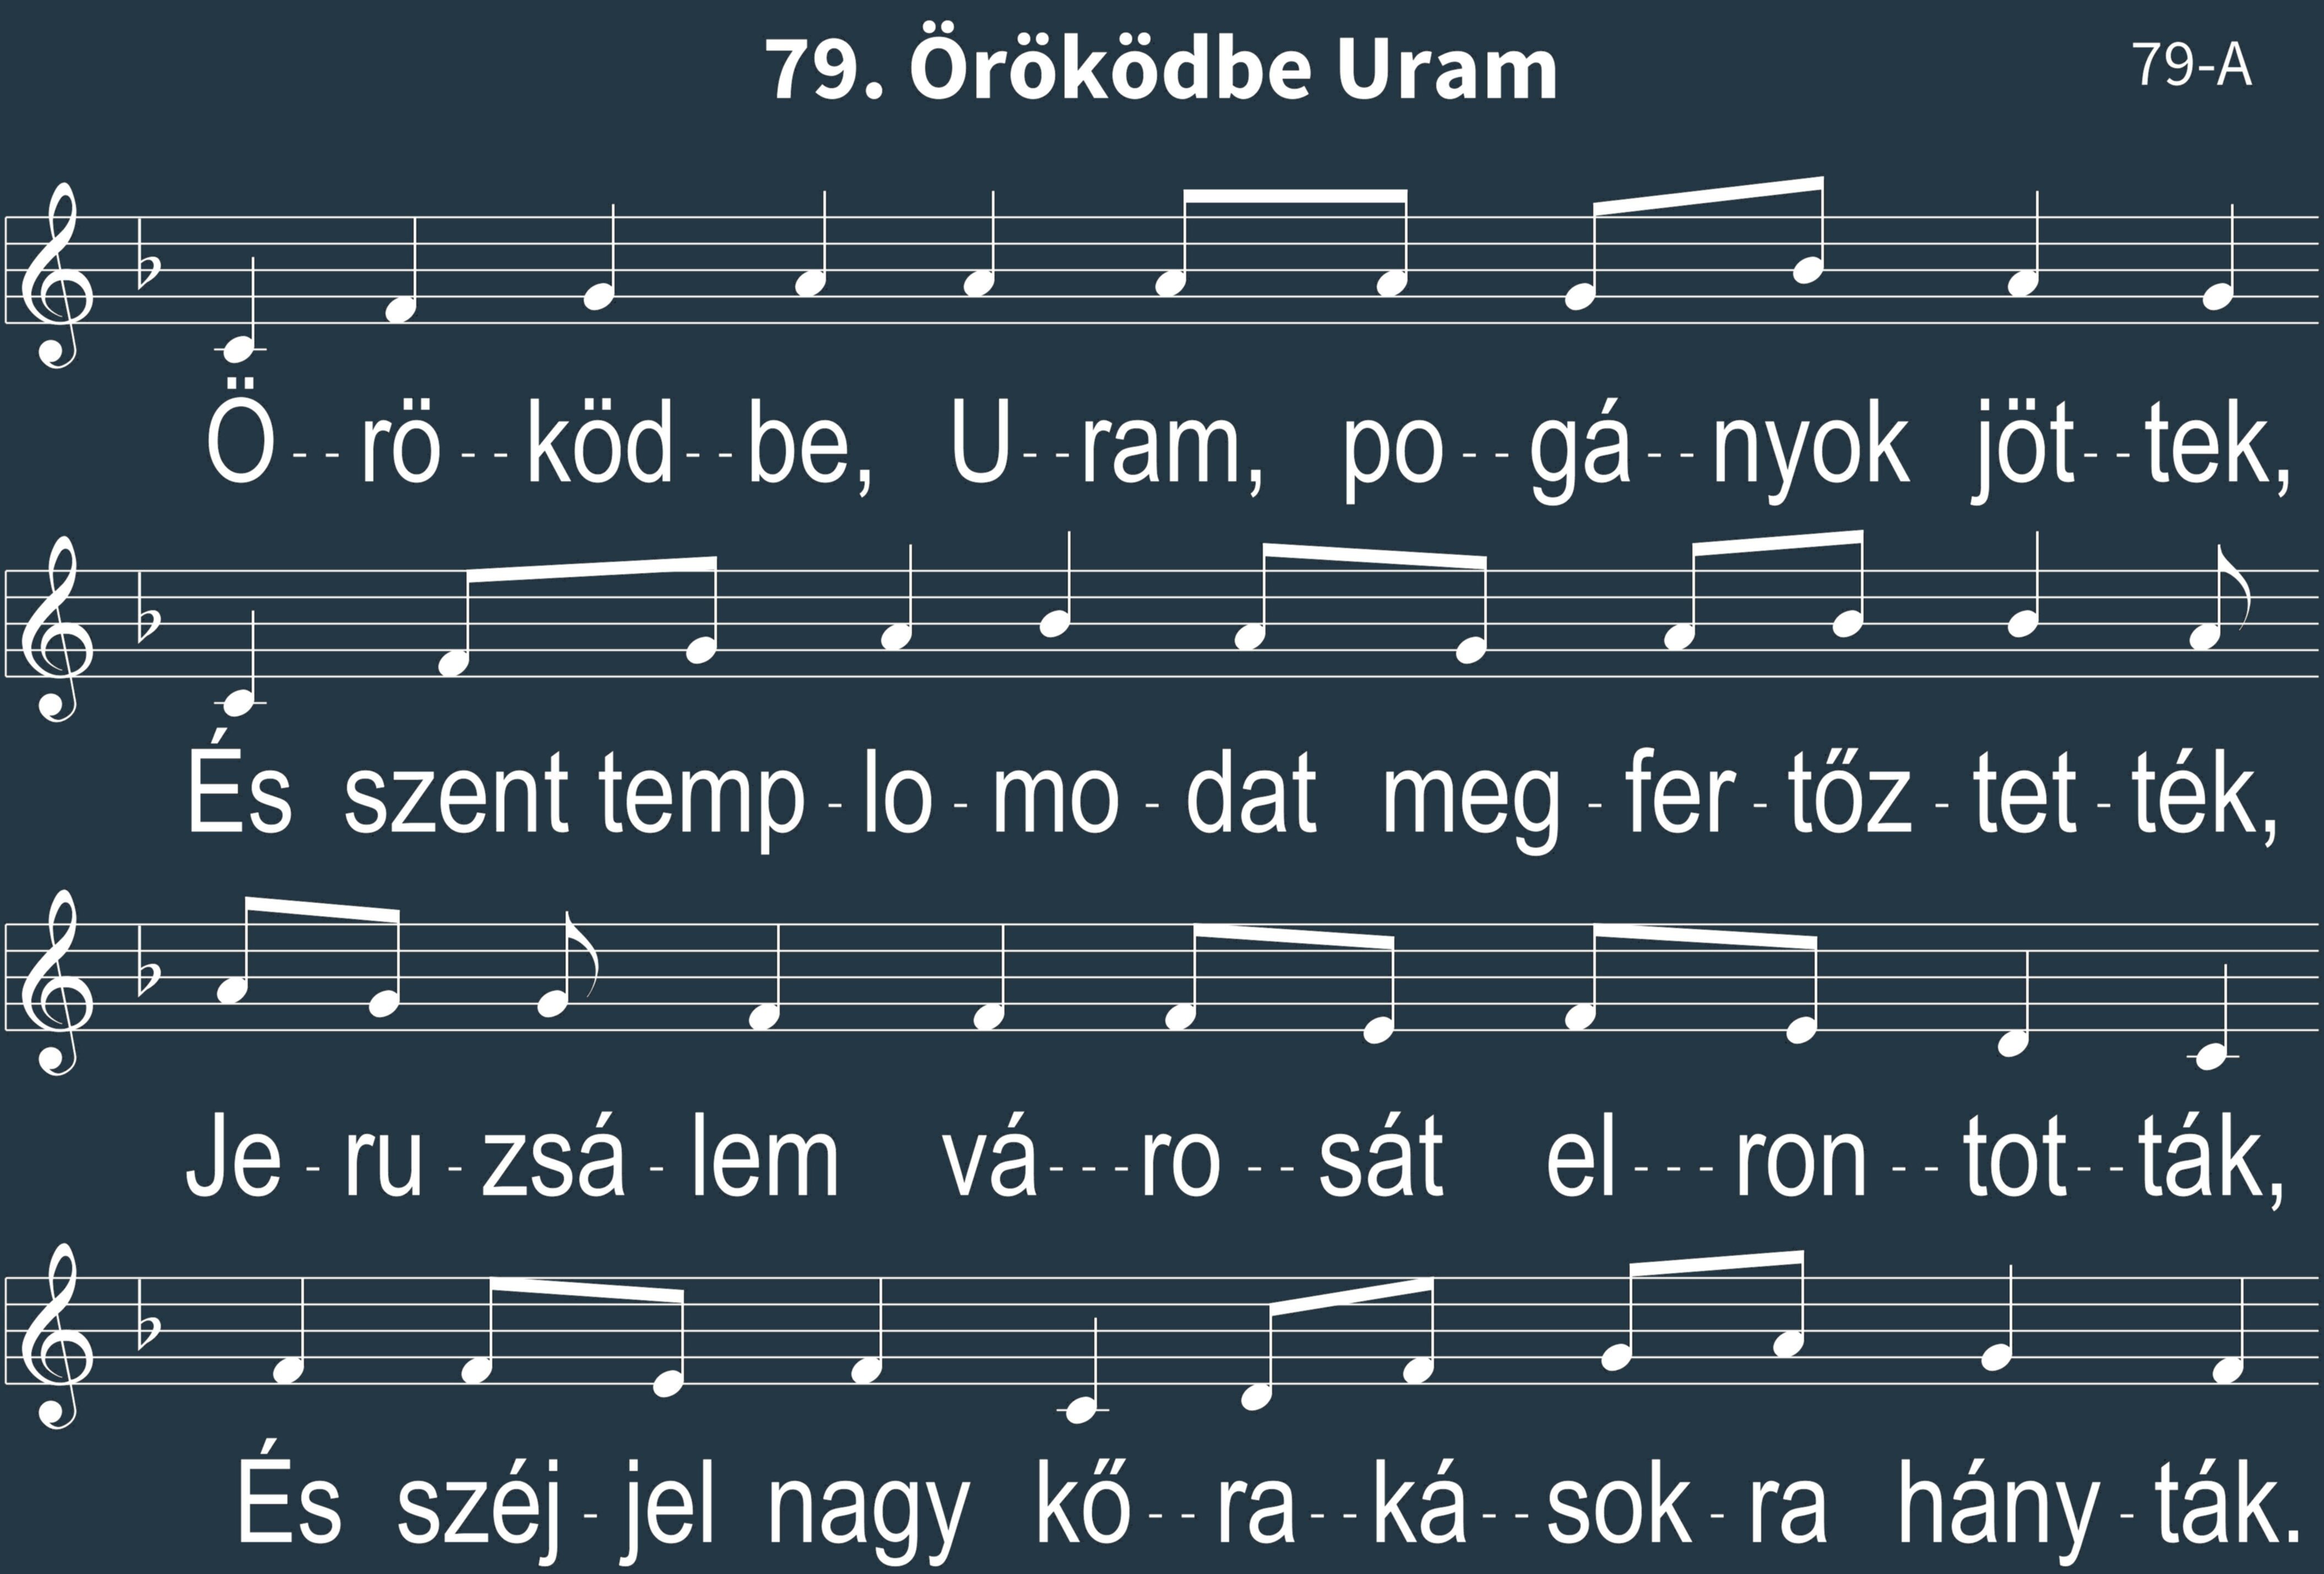 79. Öröködbe Uram
79-A
Ö--rö--köd--be, U--ram, po--gá--nyok jöt--tek,
És szent temp-lo-mo-dat meg-fer-tőz-tet-ték,
Je-ru-zsá-lem vá---ro--sát el---ron--tot--ták,
És széj-jel nagy kő--ra--ká--sok-ra hány-ták.